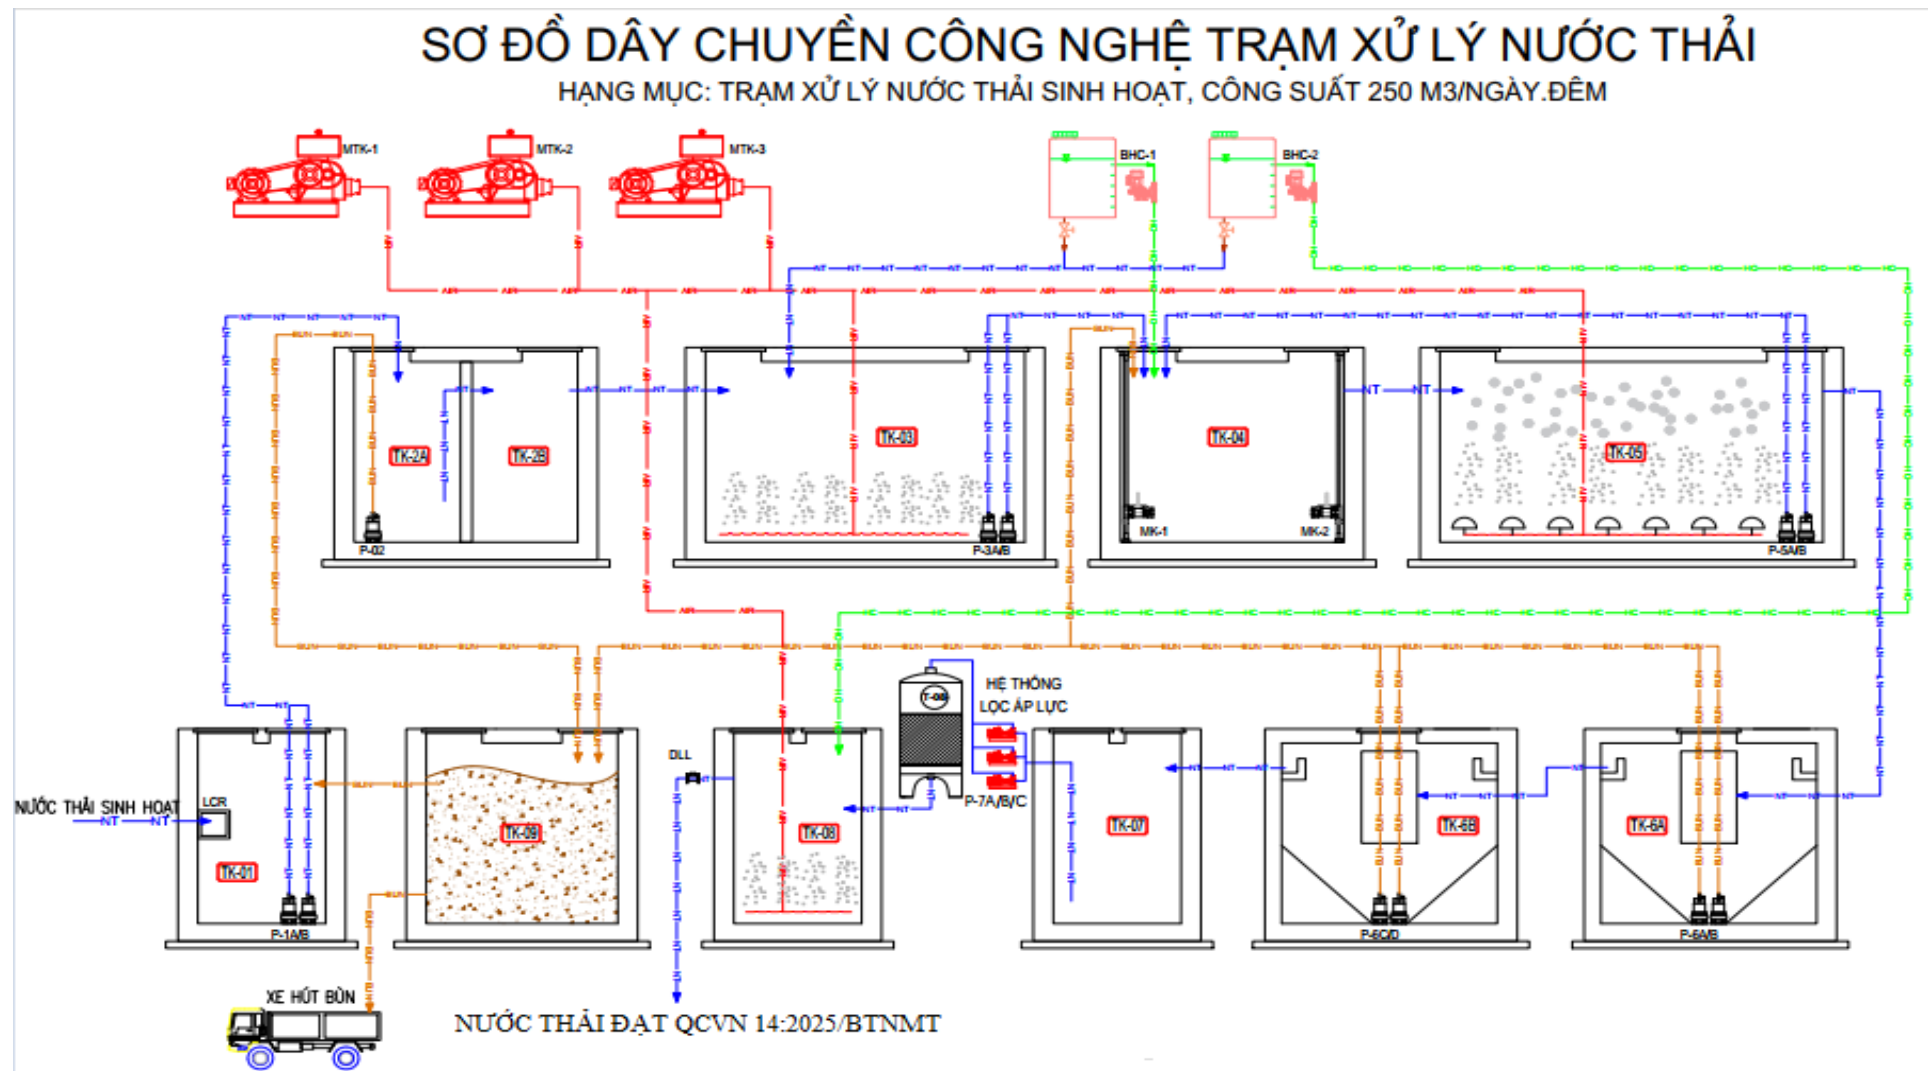 SƠ ĐỒ DÂY CHUYỀN CÔNG NGHỆ TRẠM XỬ LÝ NƯỚC THẢI
HẠNG MỤC: TRẠM XỬ LÝ NƯỚC THẢI SINH HOẠT, CÔNG SUẤT 250 M3/NGÀY.ĐÊM
MTK-1
MTK-2
MTK-3
BHC-1
BHC-2
TK-2A
TK-2B
TK-03
TK-04
TK-05
P-02
P-3A/B
MK-1
MK-2
P-5A/B
HỆ THỐNG
LỌC ÁP LỰC
DLL
P-7A/B/C
NƯỚC THẢI SINH HOẠT
LCR
TK-01
TK-09
TK-08
TK-07
TK-6B
TK-6A
P-1A/B
P-6C/D
P-6A/B
XE HÚT BÙN
NƯỚC THẢI ĐẠT QCVN 14:2025/BTNMT